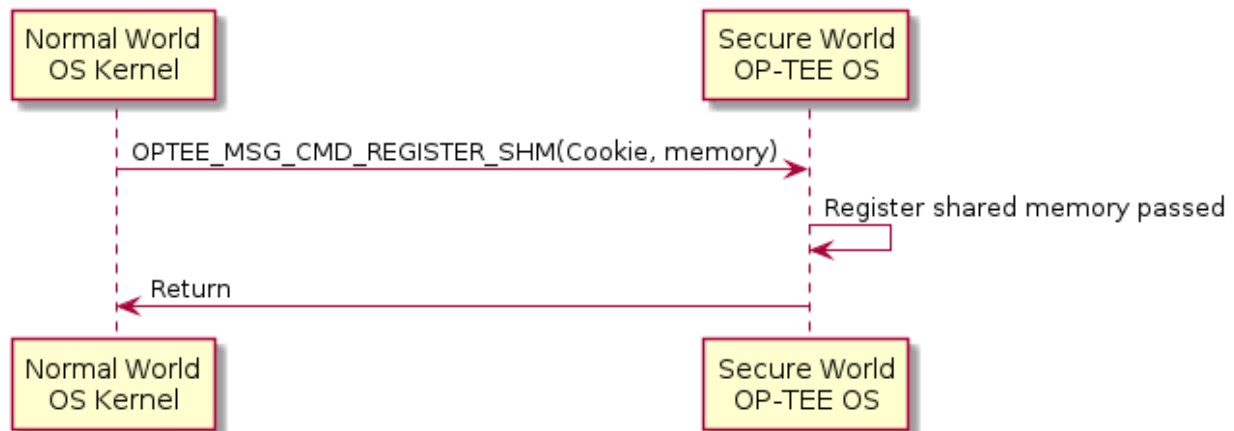 Normal World
OS Kernel
Secure World
OP-TEE OS
OPTEE_MSG_CMD_REGISTER_SHM(Cookie, memory)
Register shared memory passed
Return
Normal World
OS Kernel
Secure World
OP-TEE OS